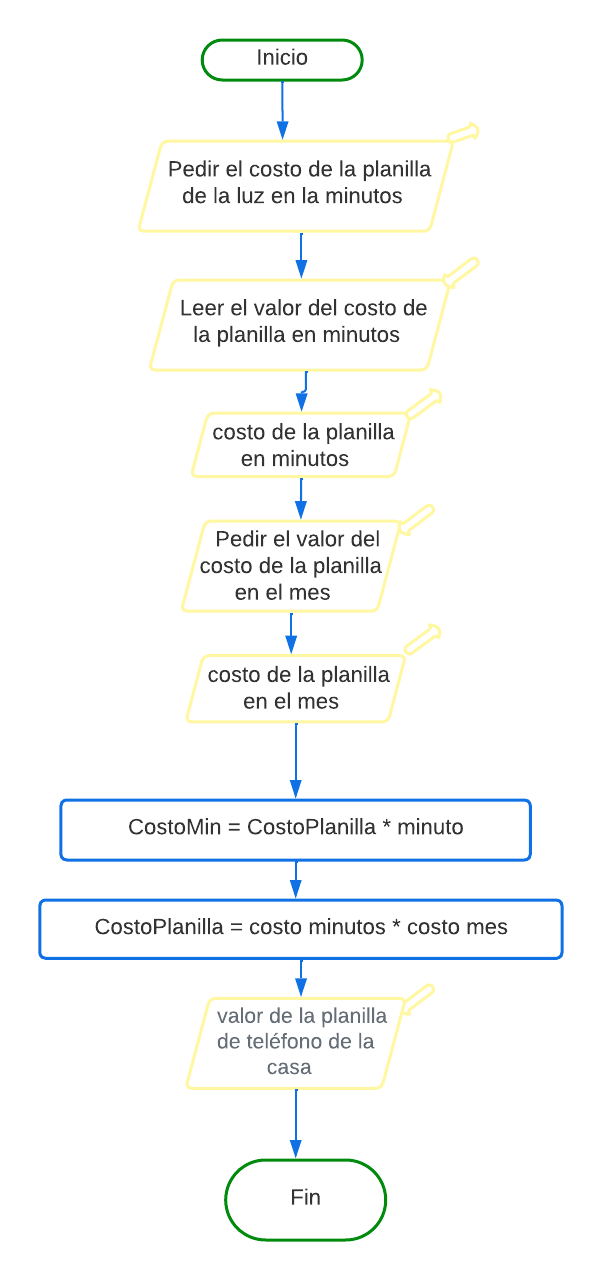 Inicio
Pedir el costo de la planilla
de la luz en la minutos
Leer el valor del costo de
la planilla en minutos
costo de la planilla
en minutos
Pedir el valor del
costo de la planilla
en el mes
costo de la planilla
en el mes
CostoMin = CostoPlanilla * minuto
CostoPlanilla = costo minutos * costo mes
valor de la planilla
de teléfono de la
casa
Fin